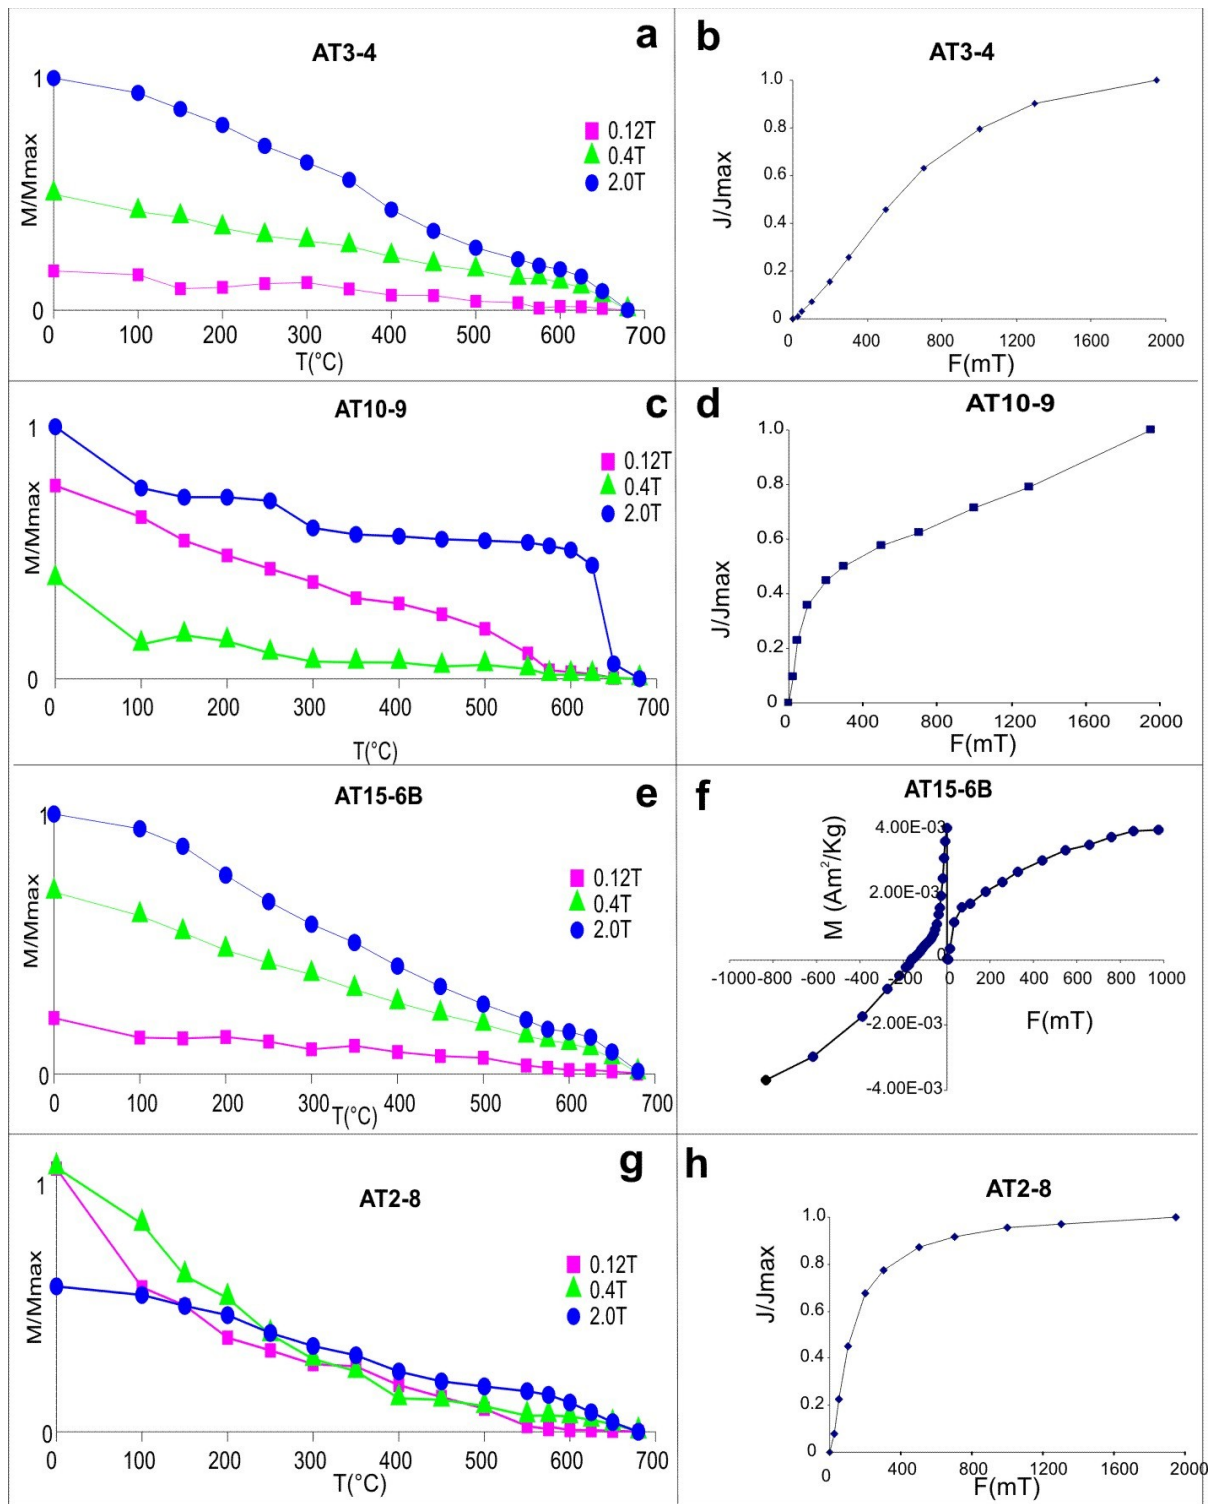 a
AT3-4
1
M/Mmax
0.12T
0.4T
2.0T
0
0 100 200 300 400 500 600 700
T(°C)
b
AT3-4
1.0
0.8
0.6
0.4
0.2
0
J/Jmax
0 400 800 1200 1600 2000
F(mT)
c
AT10-9
1
M/Mmax
0.12T
0.4T
2.0T
0
0 100 200 300 400 500 600 700
T(°C)
d
AT10-9
1.0
0.8
0.6
0.4
0.2
0
J/Jmax
0 400 800 1200 1600 2000
F(mT)
e
AT15-6B
1
M/Mmax
0.12T
0.4T
2.0T
0
0 100 200 300 400 500 600 700
T(°C)
f
AT15-6B
M (Am²/Kg)
4.00E-03
2.00E-03
0
-1000 -800 -600 -400 -200 0 200 400 600 800 1000
-2.00E-03
F(mT)
-4.00E-03
g
AT2-8
1
M/Mmax
0.12T
0.4T
2.0T
0
0 100 200 300 400 500 600 700
T(°C)
h
AT2-8
1.0
0.8
0.6
0.4
0.2
0
J/Jmax
0 400 800 1200 1600 2000
F(mT)